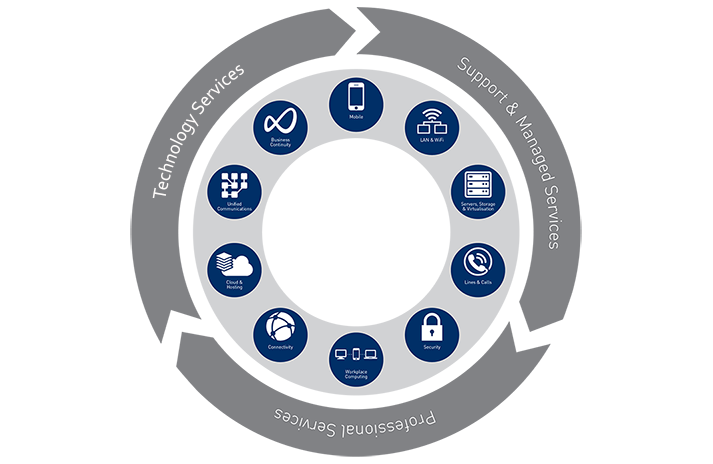 Technology Services
Support & Managed Services
Professional Services
Mobile
LAN & WiFi
Servers, Storage
& Virtualisation
Lines & Calls
Security
Workplace
Computing
Connectivity
Cloud &
Hosting
Unified
Communications
Business
Continuity